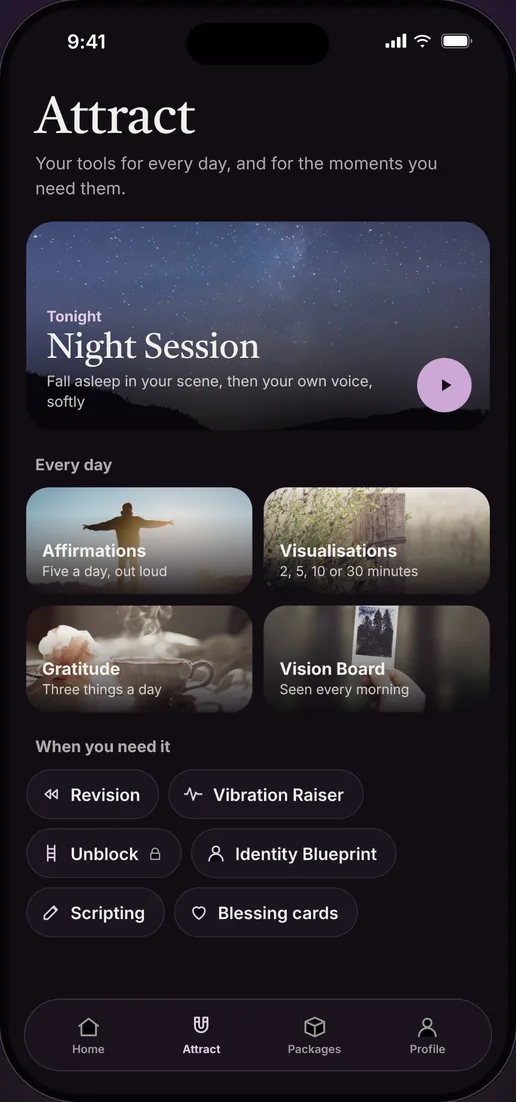 9:41
Attract
Your tools for every day, and for the moments you
need them.
Tonight
Night Session
Fall asleep in your scene, then your own voice,
softly
Every day
Affirmations
Five a day, out loud
Visualisations
2, 5, 10 or 30 minutes
Gratitude
Three things a day
Vision Board
Seen every morning
When you need it
Revision
Vibration Raiser
Unblock
Identity Blueprint
Scripting
Blessing cards
Home
Attract
Packages
Profile